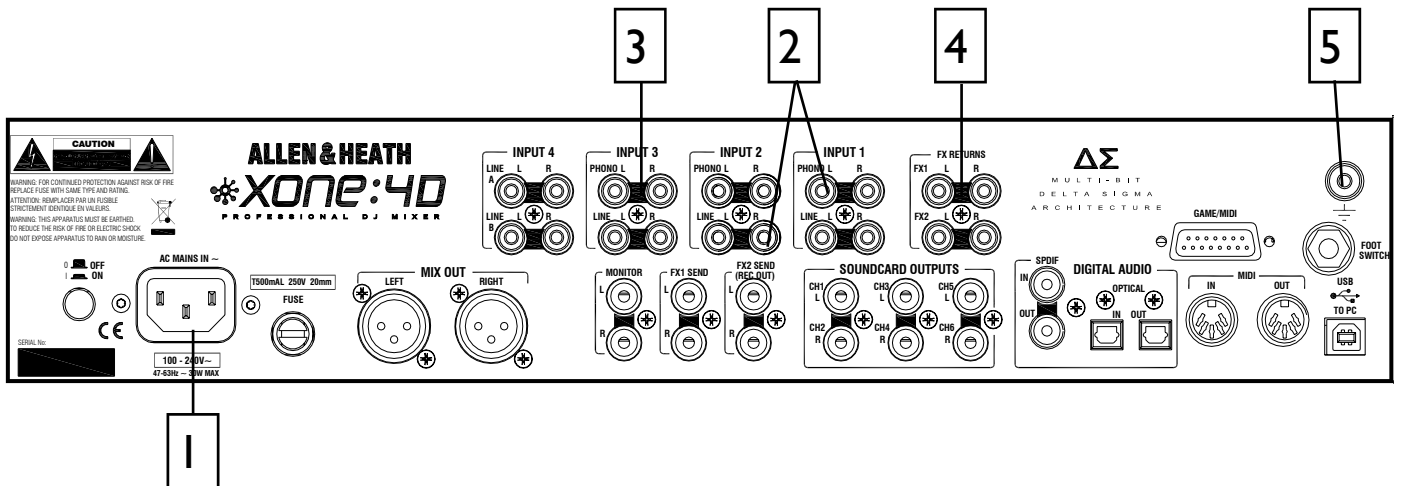 3
2
4
5
CAUTION
WARNING: FOR CONTINUED PROTECTION AGAINST RISK OF FIRE
REPLACE FUSE WITH SAME TYPE AND RATING.
ATTENTION: REMPLACER PAR UN FUSIBLE
STRICTEMENT IDENTIQUE EN VALEURS.
WARNING: THIS APPARATUS MUST BE EARTHED.
TO REDUCE THE RISK OF FIRE OR ELECTRIC SHOCK
DO NOT EXPOSE APPARATUS TO RAIN OR MOISTURE.
ALLEN & HEATH
XONE:4D
PROFESSIONAL DJ MIXER
INPUT 4
LINE L R
A
LINE L R
B
INPUT 3
PHONO L R
LINE L R
INPUT 2
PHONO L R
LINE L R
INPUT 1
PHONO L R
LINE L R
FX RETURNS
FX1 L R
FX2 L R
ΔΣ
MULTI-BIT
DELTA SIGMA
ARCHITECTURE
GAME/MIDI
FOOT
SWITCH
0 OFF
I ON
CE
SERIAL No:
AC MAINS IN ~
100 - 240V~
47-63Hz ~ 30W MAX
T500mAL 250V 20mm
FUSE
MIX OUT
LEFT
RIGHT
MONITOR
L
R
FX1 SEND
L
R
FX2 SEND
(REC OUT)
L
R
SOUNDCARD OUTPUTS
CH1 CH3 CH5
L L L
CH2 CH4 CH6
R R R
SPDIF
IN
OUT
DIGITAL AUDIO
OPTICAL
IN OUT
MIDI
IN OUT
USB
TO PC
1